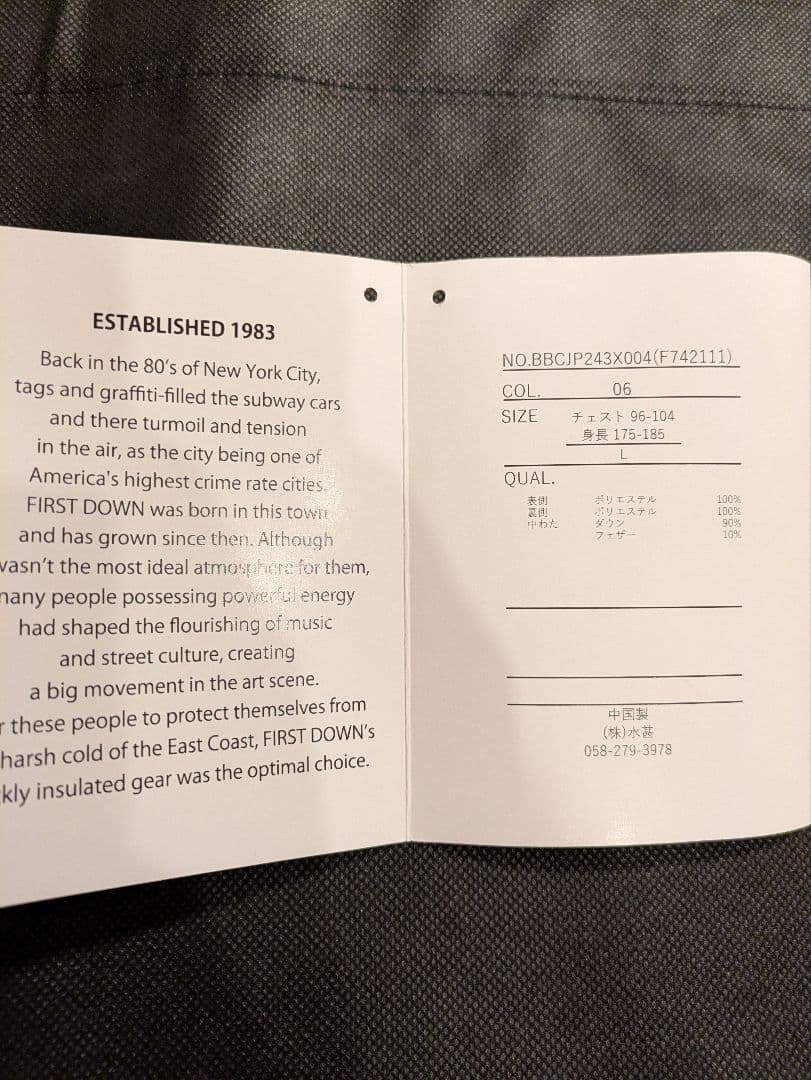 ESTABLISHED 1983
Back in the 80's of New York City,
tags and graffiti-filled the subway cars
and there turmoil and tension
in the air, as the city being one of
America's highest crime rate cities.
FIRST DOWN was born in this town
and has grown since then. Although
wasn't the most ideal atmosphere for them,
many people possessing powerful energy
had shaped the flourishing of music
and street culture, creating
a big movement in the art scene.
these people to protect themselves from
harsh cold of the East Coast, FIRST DOWN's
insulated gear was the optimal choice.
NO.BBCJP243X004(F742111)
COL. 06
SIZE チェスト 96-104
身長 175-185
L
QUAL.
表側 ポリエステル 100%
裏側 ポリエステル 100%
中わた ダウン 90%
フェザー 10%
中国製
(株)水甚
058-279-3978